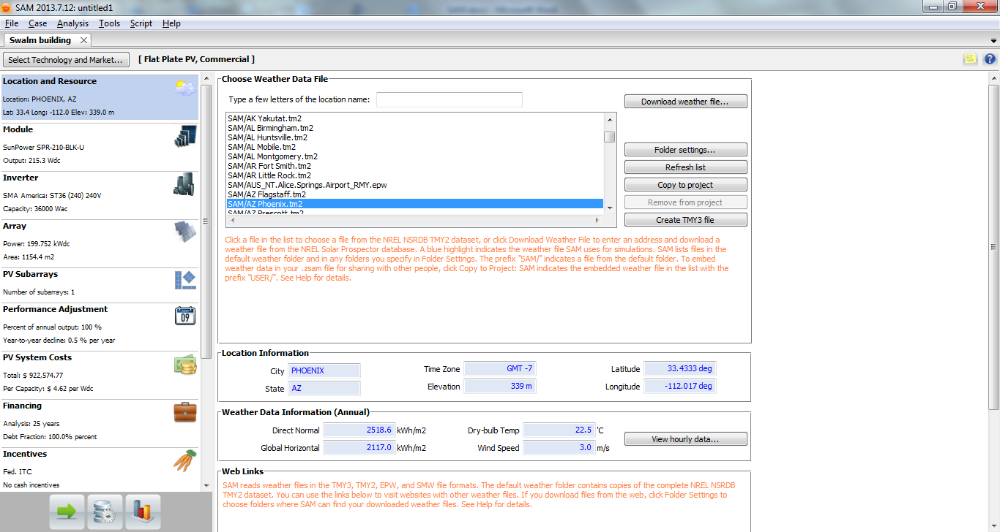 SAM 2013.7.12: untitled1
File Case Analysis Tools Script Help
Swalm building
Select Technology and Market... [ Flat Plate PV, Commercial ]
Location and Resource
Location: PHOENIX, AZ
Lat: 33.4 Long: -112.0 Elev: 339.0 m
Module
SunPower SPR-210-BLK-U
Output: 215.3 Wdc
Inverter
SMA America: ST36 (240) 240V
Capacity: 36000 Wac
Array
Power: 199.752 kWdc
Area: 1154.4 m2
PV Subarrays
Number of subarrays: 1
Performance Adjustment
Percent of annual output: 100 %
Year-to-year decline: 0.5 % per year
09
PV System Costs
Total: $ 922,574.77
Per Capacity: $ 4.62 per Wdc
Financing
Analysis: 25 years
Debt Fraction: 100.0% percent
Incentives
Fed. ITC
No cash incentives
Choose Weather Data File
Type a few letters of the location name:
Download weather file...
SAM/AK Yakutat.tm2
SAM/AL Birmingham.tm2
SAM/AL Huntsville.tm2
SAM/AL Mobile.tm2
SAM/AL Montgomery.tm2
SAM/AR Fort Smith.tm2
SAM/AR Little Rock.tm2
SAM/AUS_NT.Alice.Springs.Airport_RMY.epw
SAM/AZ Flagstaff.tm2
SAM/AZ Phoenix.tm2
SAM/AZ Prescott.tm2
Folder settings...
Refresh list
Copy to project
Remove from project
Create TMY3 file
Click a file in the list to choose a file from the NREL NSRDB TMY2 dataset, or click Download Weather File to enter an address and download a
weather file from the NREL Solar Prospector database. A blue highlight indicates the weather file SAM uses for simulations. SAM lists files in the
default weather folder and in any folders you specify in Folder Settings. The prefix "SAM/" indicates a file from the default folder. To embed
weather data in your .zsam file for sharing with other people, click Copy to Project: SAM indicates the embedded weather file in the list with the
prefix "USER/". See Help for details.
Location Information
City PHOENIX Time Zone GMT -7 Latitude 33.4333 deg
State AZ Elevation 339 m Longitude -112.017 deg
Weather Data Information (Annual)
Direct Normal 2518.6 kWh/m2 Dry-bulb Temp 22.5 'C
Global Horizontal 2117.0 kWh/m2 Wind Speed 3.0 m/s
View hourly data...
Web Links
SAM reads weather files in the TMY3, TMY2, EPW, and SMW file formats. The default weather folder contains copies of the complete NREL NSRDB
TMY2 dataset. You can use the links below to visit websites with other weather files. If you download files from the web, click Folder Settings to
choose folders where SAM can find your downloaded weather files. See Help for details.